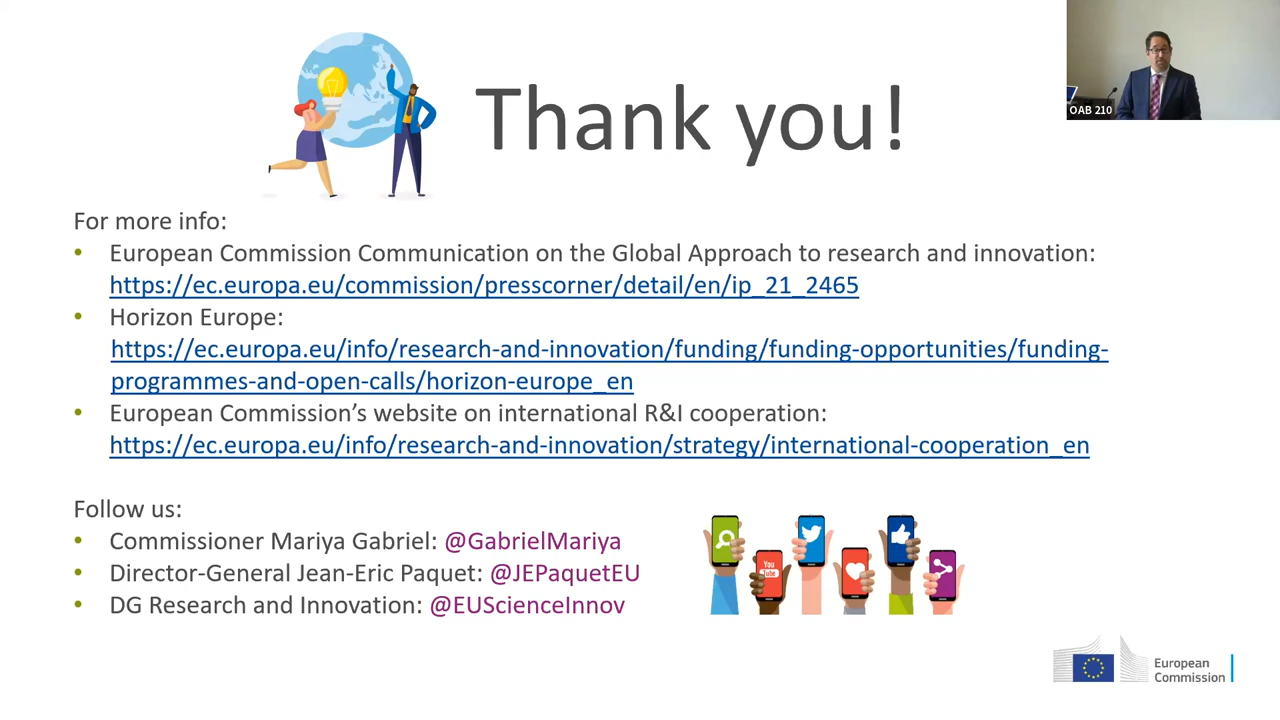 Thank you!
OAB 210
For more info:
• European Commission Communication on the Global Approach to research and innovation:
https://ec.europa.eu/commission/presscorner/detail/en/ip_21_2465
• Horizon Europe:
https://ec.europa.eu/info/research-and-innovation/funding/funding-opportunities/funding-
programmes-and-open-calls/horizon-europe_en
• European Commission’s website on international R&I cooperation:
https://ec.europa.eu/info/research-and-innovation/strategy/international-cooperation_en
Follow us:
• Commissioner Mariya Gabriel: @GabrielMariya
• Director-General Jean-Eric Paquet: @JEPaquetEU
• DG Research and Innovation: @EUScienceInnov
You
Tube
European
Commission